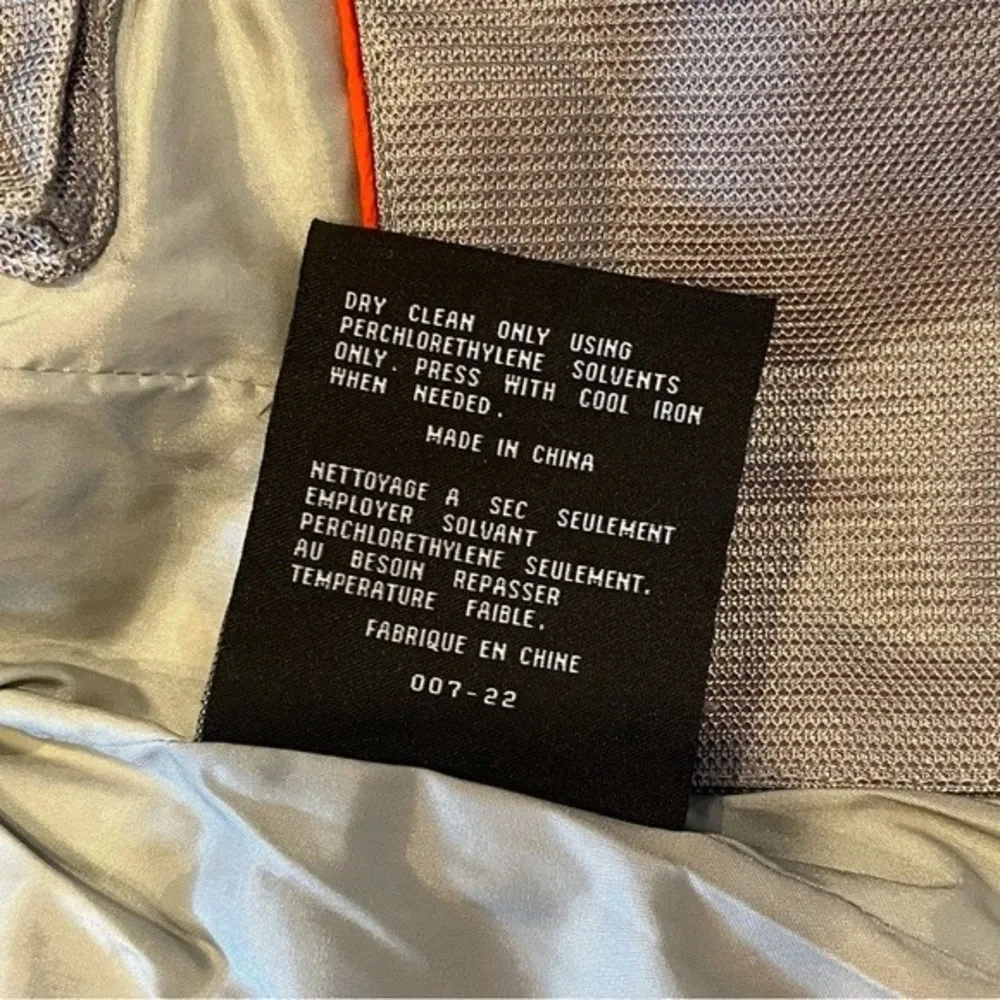 DRY CLEAN ONLY USING
PERCHLORETHYLENE SOLVENTS
ONLY. PRESS WITH COOL IRON
WHEN NEEDED.
MADE IN CHINA
NETTOYAGE A SEC SEULEMENT
EMPLOYER SOLVANT
PERCHLORETHYLENE SEULEMENT.
AU BESOIN REPASSER
TEMPERATURE FAIBLE.
FABRIQUE EN CHINE
007-22